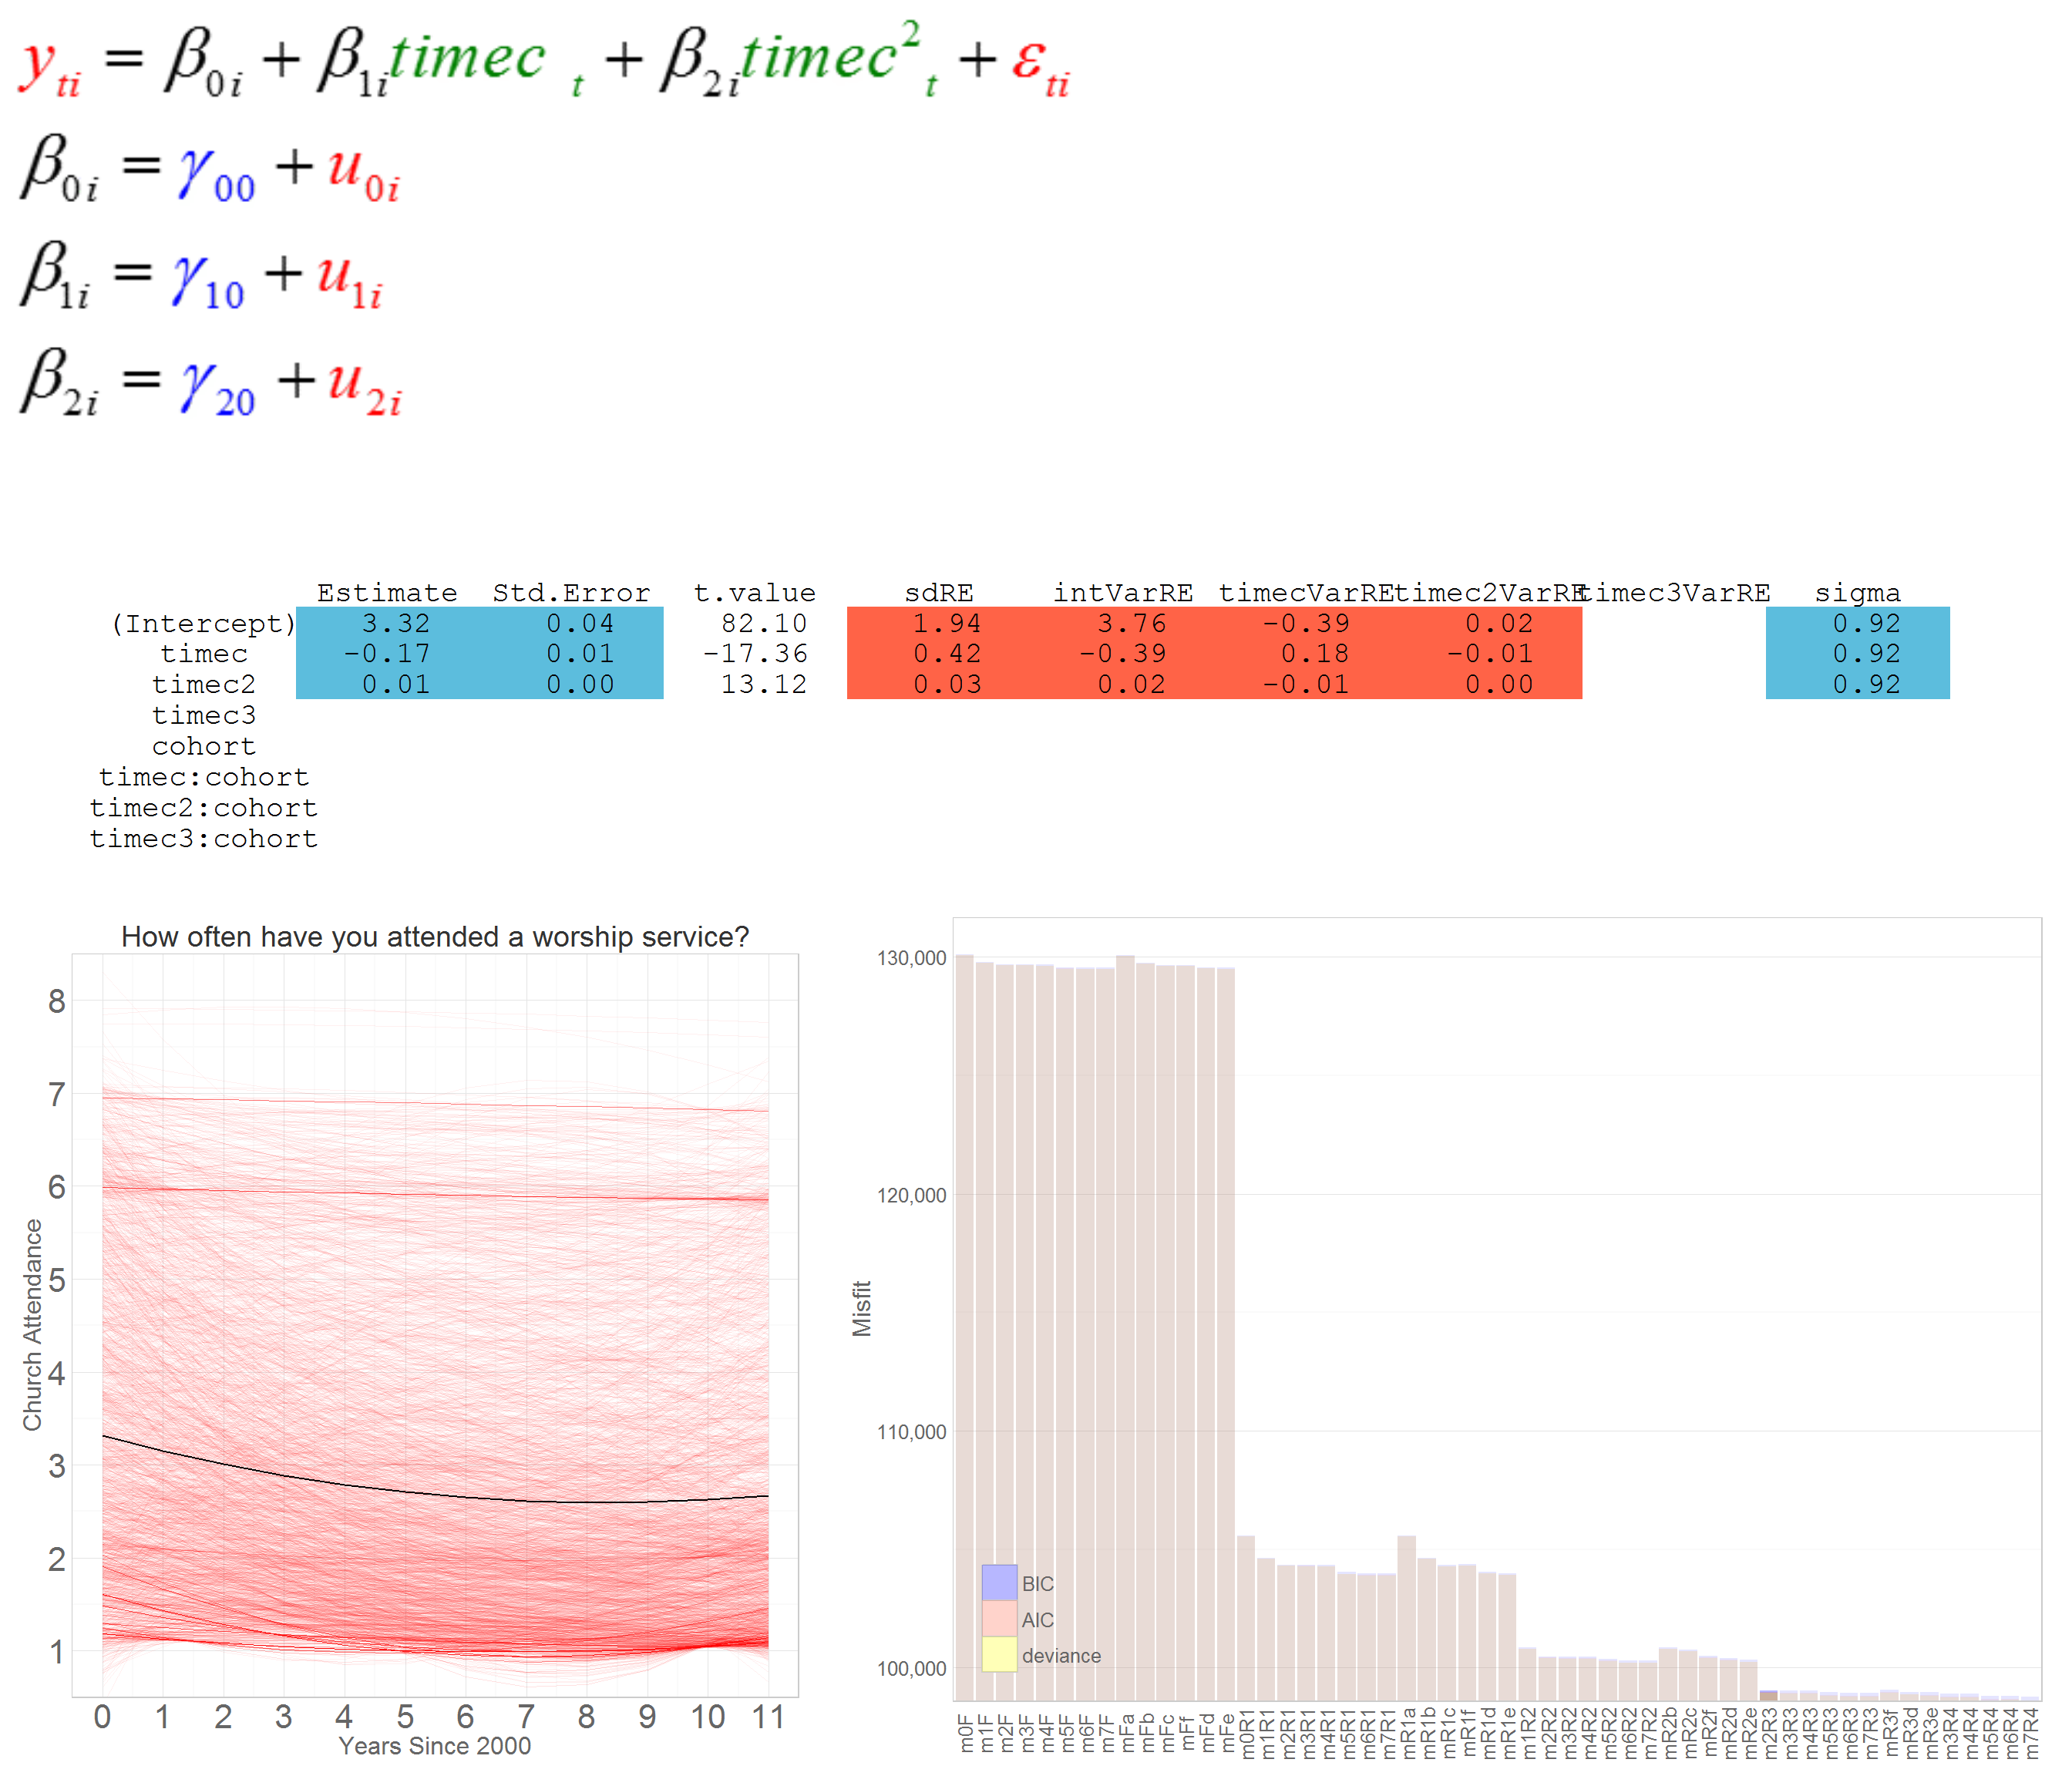 y_ti = β_0i + β_1i timec_t + β_2i timec²_t + ε_ti
β_0i = γ_00 + u_0i
β_1i = γ_10 + u_1i
β_2i = γ_20 + u_2i
Estimate Std.Error t.value sdRE intVarRE timecVarRE timec2VarRE timec3VarRE sigma
(Intercept) 3.32 0.04 82.10 1.94 3.76 -0.39 0.02 0.92
timec -0.17 0.01 -17.36 0.42 -0.39 0.18 -0.01 0.92
timec2 0.01 0.00 13.12 0.03 0.02 -0.01 0.00 0.92
timec3
cohort
timec:cohort
timec2:cohort
timec3:cohort
How often have you attended a worship service?
Church Attendance
8
7
6
5
4
3
2
1
0 1 2 3 4 5 6 7 8 9 10 11
Years Since 2000
Misfit
130,000
120,000
110,000
100,000
BIC
AIC
deviance
m0F m1F m2F m3F m4F m5F m6F m7F mFa mFb mFc mFf mFd mFe m0R1 m1R1 m2R1 m3R1 m4R1 m5R1 m6R1 m7R1 mR1a mR1b mR1c mR1f mR1d mR1e m1R2 m2R2 m3R2 m4R2 m5R2 m6R2 m7R2 mR2b mR2c mR2f mR2d mR2e m2R3 m3R3 m4R3 m5R3 m6R3 m7R3 mR3f mR3d mR3e m3R4 m4R4 m5R4 m6R4 m7R4